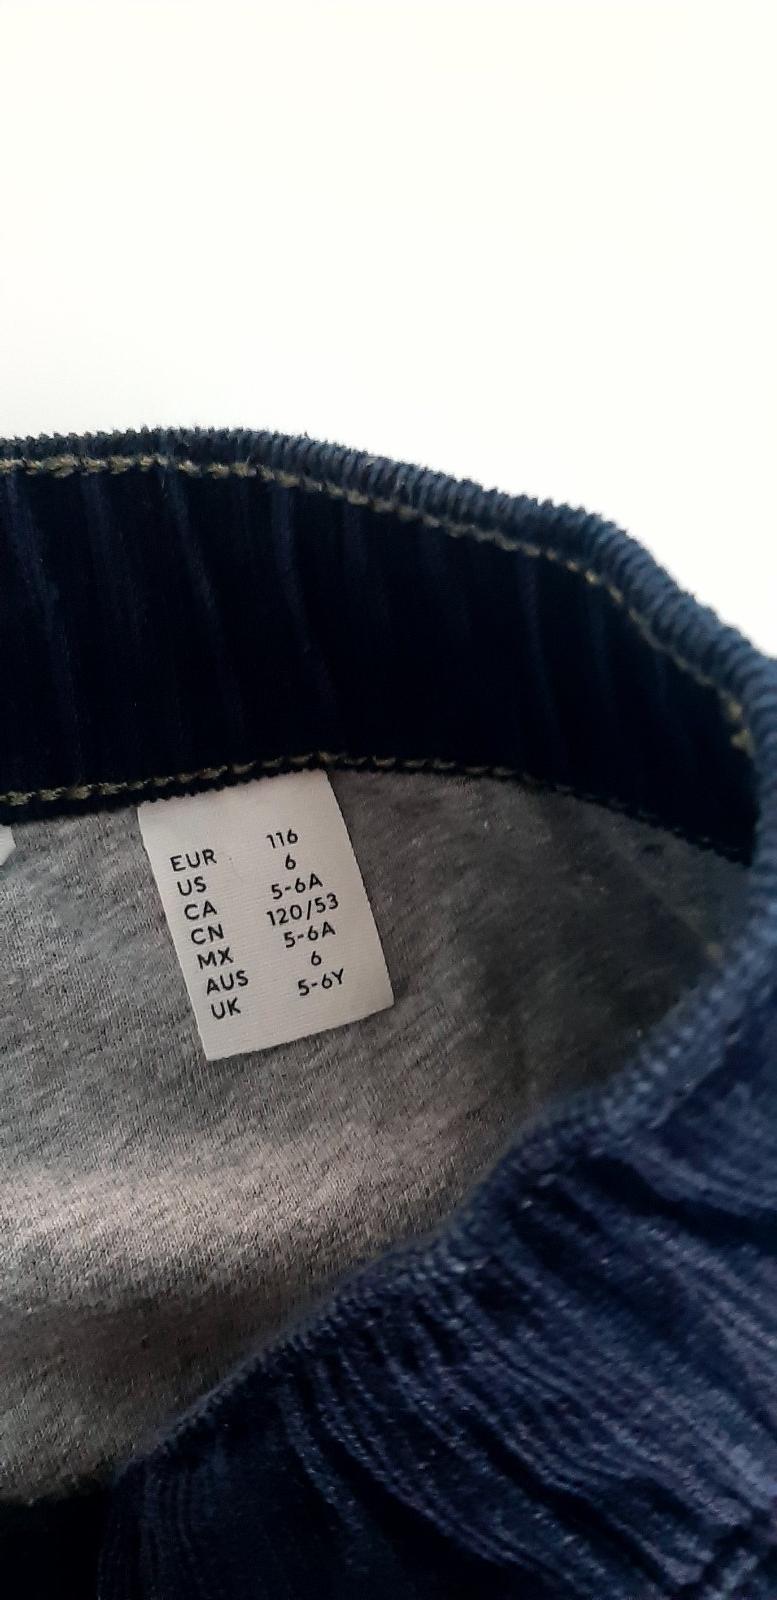 EUR 116
US 6
CA 5-6A
CN 120/53
MX 5-6A
AUS 6
UK 5-6Y